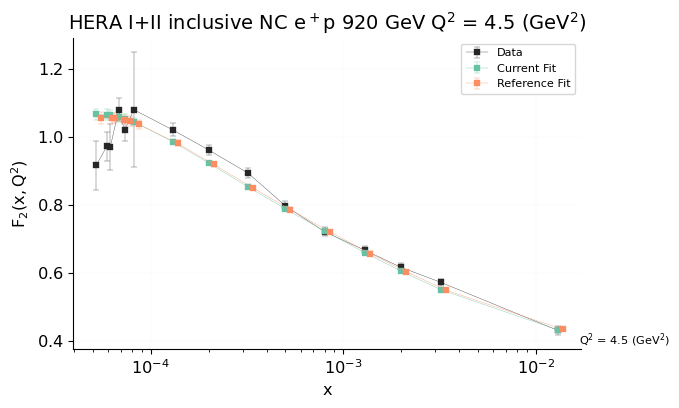 HERA I+II inclusive NC e⁺p 920 GeV Q² = 4.5 (GeV²)
Data
Current Fit
Reference Fit
F₂(x, Q²)
1.2
1.0
0.8
0.6
0.4
Q² = 4.5 (GeV²)
10⁻⁴
10⁻³
10⁻²
x